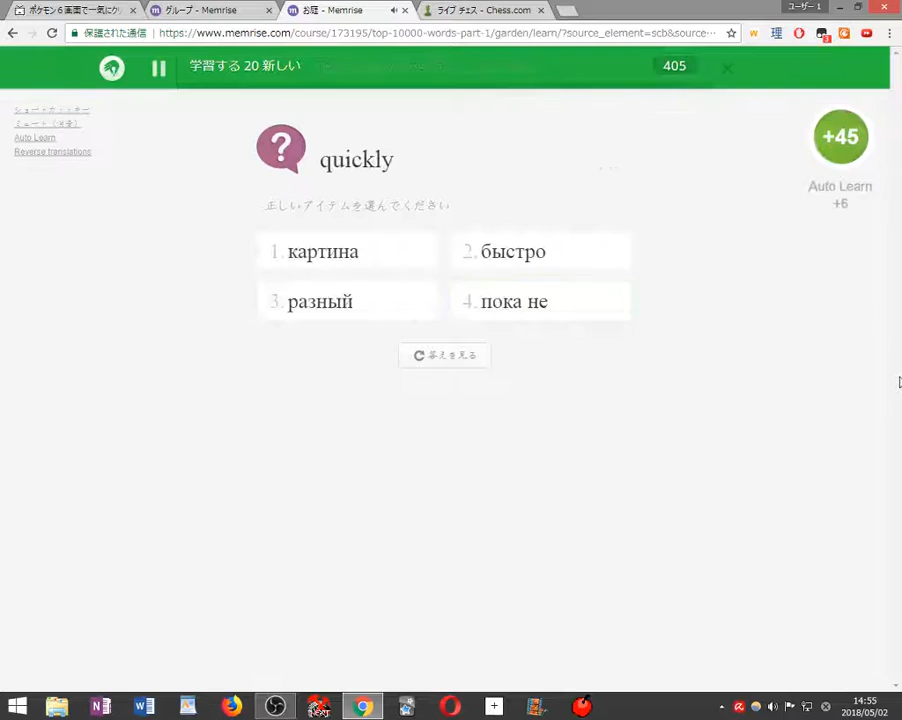 ポケモン6画面で一気にクリ
グループ - Memrise
お庭 - Memrise
ライブ チェス - Chess.com
ユーザー 1
保護された通信
https://www.memrise.com/course/173195/top-10000-words-part-1/garden/learn/?source_element=scb&source...
学習する 20 新しい
405
Auto Learn
Reverse translations
quickly
+45
Auto Learn
+6
正しいアイテムを選んでください
1. картина
2. быстро
3. разный
4. пока не
答えを見る
14:55
2018/05/02